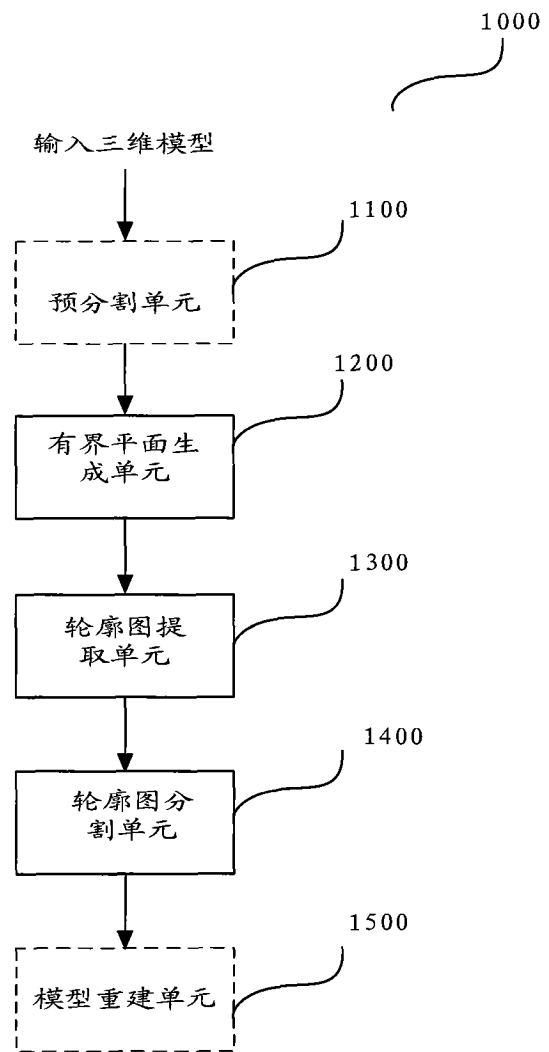 1000
输入三维模型
1100
预分割单元
1200
有界平面生
成单元
1300
轮廓图提
取单元
1400
轮廓图分
割单元
1500
模型重建单元